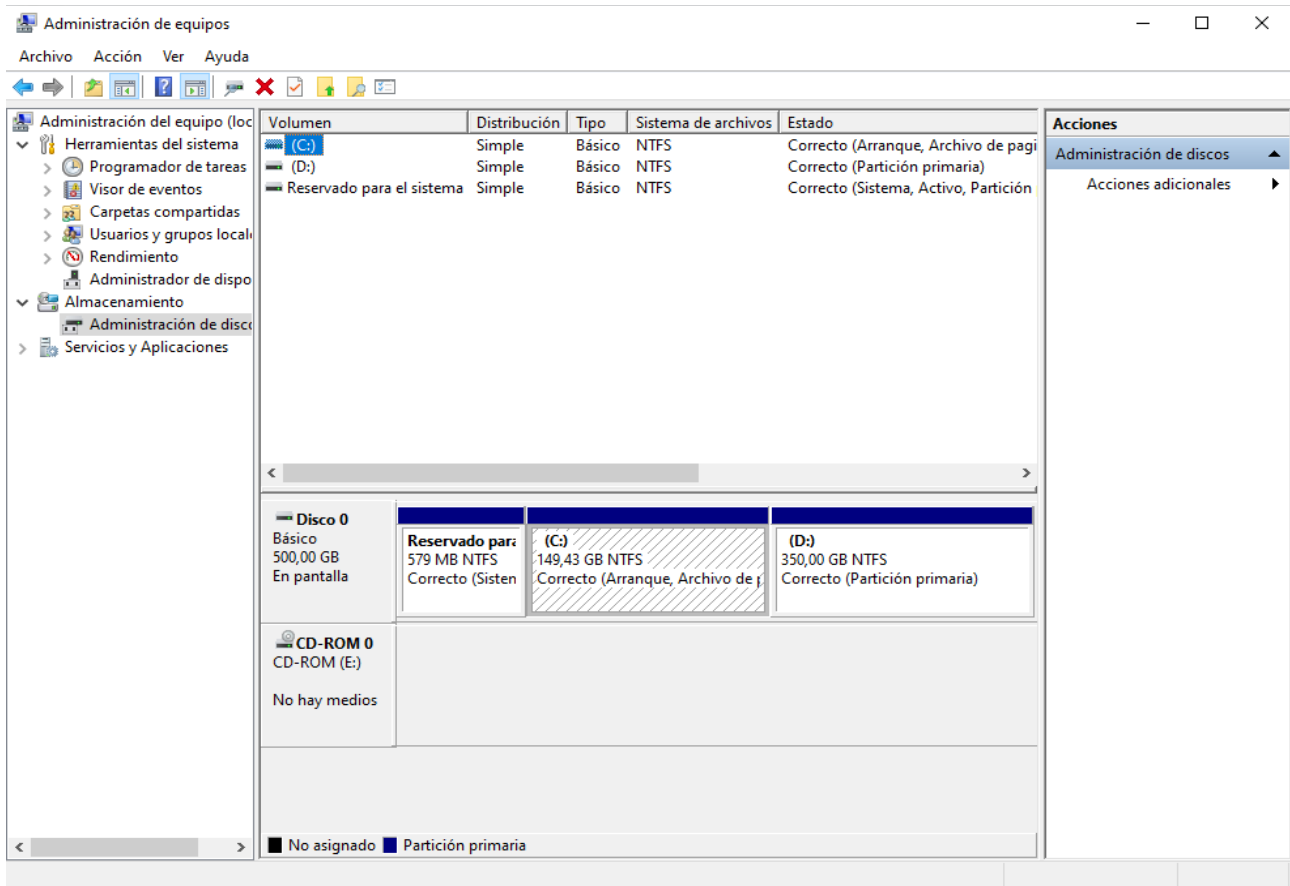 Administración de equipos
Archivo Acción Ver Ayuda
Administración del equipo (loc
Herramientas del sistema
Programador de tareas
Visor de eventos
Carpetas compartidas
Usuarios y grupos local
Rendimiento
Administrador de dispo
Almacenamiento
Administración de disc
Servicios y Aplicaciones
Volumen Distribución Tipo Sistema de archivos Estado
(C:) Simple Básico NTFS Correcto (Arranque, Archivo de pagi
(D:) Simple Básico NTFS Correcto (Partición primaria)
Reservado para el sistema Simple Básico NTFS Correcto (Sistema, Activo, Partición
Disco 0
Básico
500,00 GB
En pantalla
Reservado para
579 MB NTFS
Correcto (Sisten
(C:)
149,43 GB NTFS
Correcto (Arranque, Archivo de p
(D:)
350,00 GB NTFS
Correcto (Partición primaria)
CD-ROM 0
CD-ROM (E:)
No hay medios
No asignado Partición primaria
Acciones
Administración de discos
Acciones adicionales